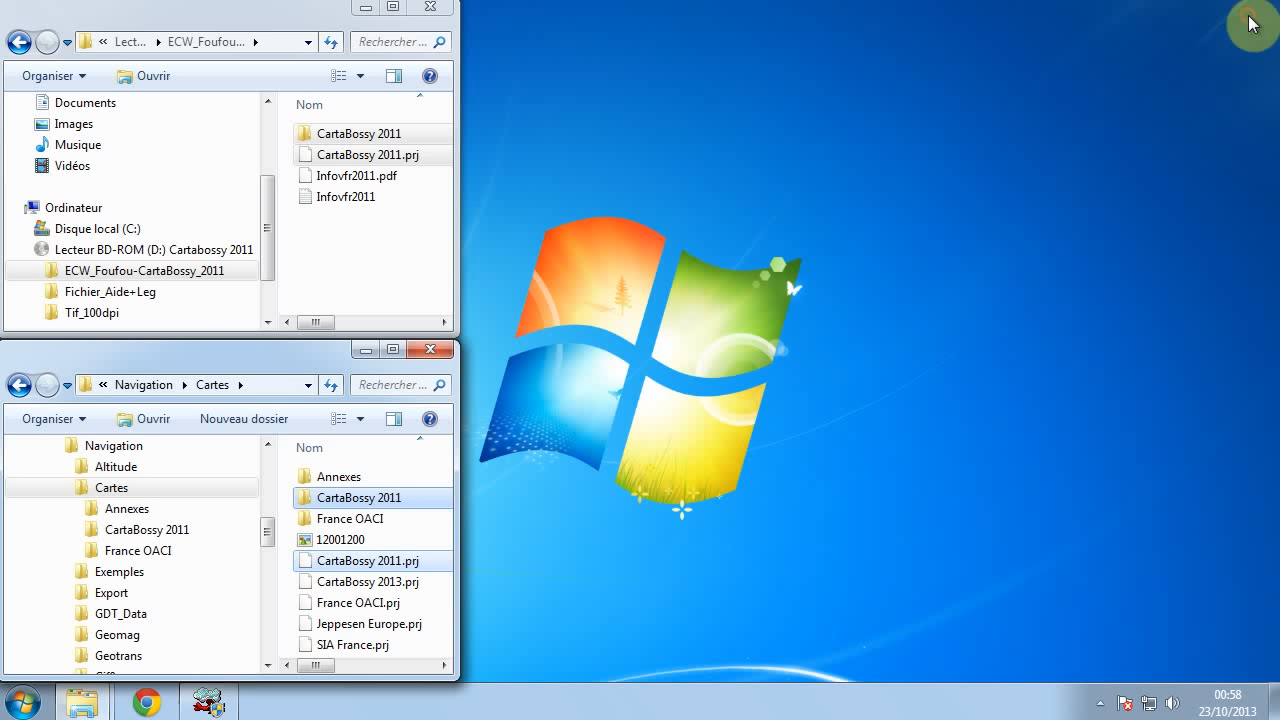 « Lect... ECW_Foufou... Rechercher ...
Organiser Ouvrir
Documents
Images
Musique
Vidéos
Ordinateur
Disque local (C:)
Lecteur BD-ROM (D:) Cartabossy 2011
ECW_Foufou-CartaBossy_2011
Fichier_Aide+Leg
Tif_100dpi
Nom
CartaBossy 2011
CartaBossy 2011.prj
Infovfr2011.pdf
Infovfr2011
« Navigation Cartes Rechercher ...
Organiser Ouvrir Nouveau dossier
Navigation
Altitude
Cartes
Annexes
CartaBossy 2011
France OACI
Exemples
Export
GDT_Data
Geomag
Geotrans
Nom
Annexes
CartaBossy 2011
France OACI
12001200
CartaBossy 2011.prj
CartaBossy 2013.prj
France OACI.prj
Jeppesen Europe.prj
SIA France.prj
00:58
23/10/2013